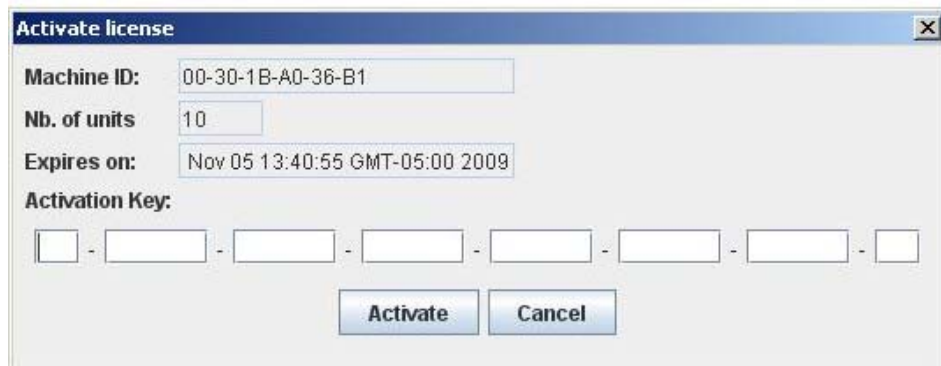 Activate license
Machine ID: 00-30-1B-A0-36-B1
Nb. of units 10
Expires on: Nov 05 13:40:55 GMT-05:00 2009
Activation Key:
- - - - - - -
Activate Cancel